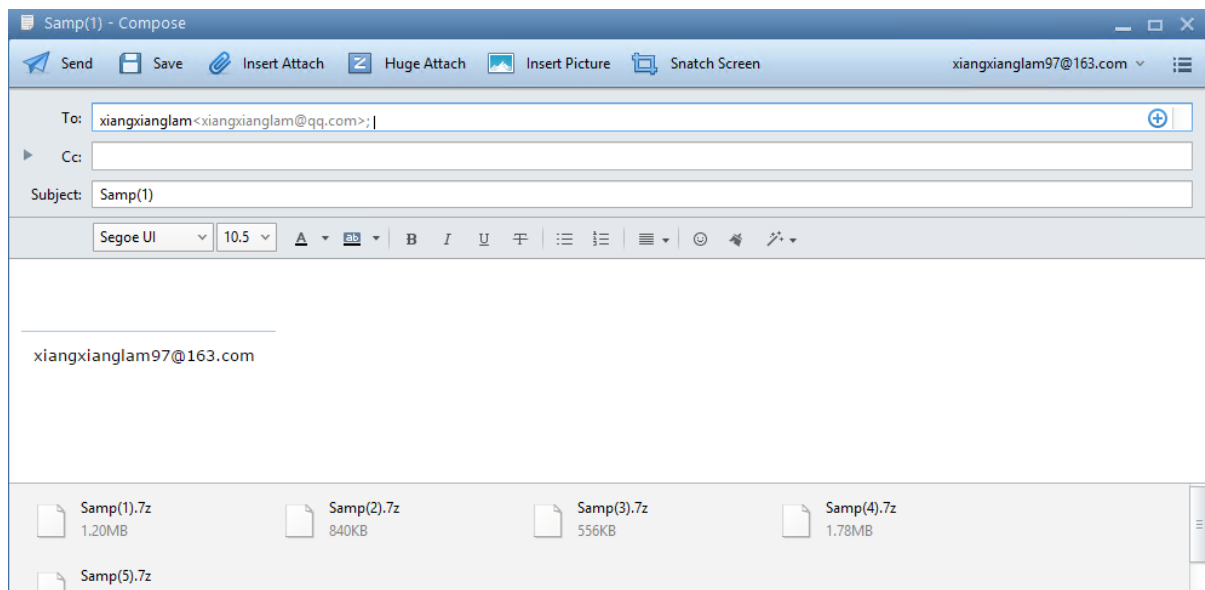 Samp(1) - Compose
Send Save Insert Attach Huge Attach Insert Picture Snatch Screen xiangxianglam97@163.com
To: xiangxianglam<xiangxianglam@qq.com>;
Cc:
Subject: Samp(1)
Segoe UI 10.5 A ab B I U T
xiangxianglam97@163.com
Samp(1).7z Samp(2).7z Samp(3).7z Samp(4).7z
1.20MB 840KB 556KB 1.78MB
Samp(5).7z